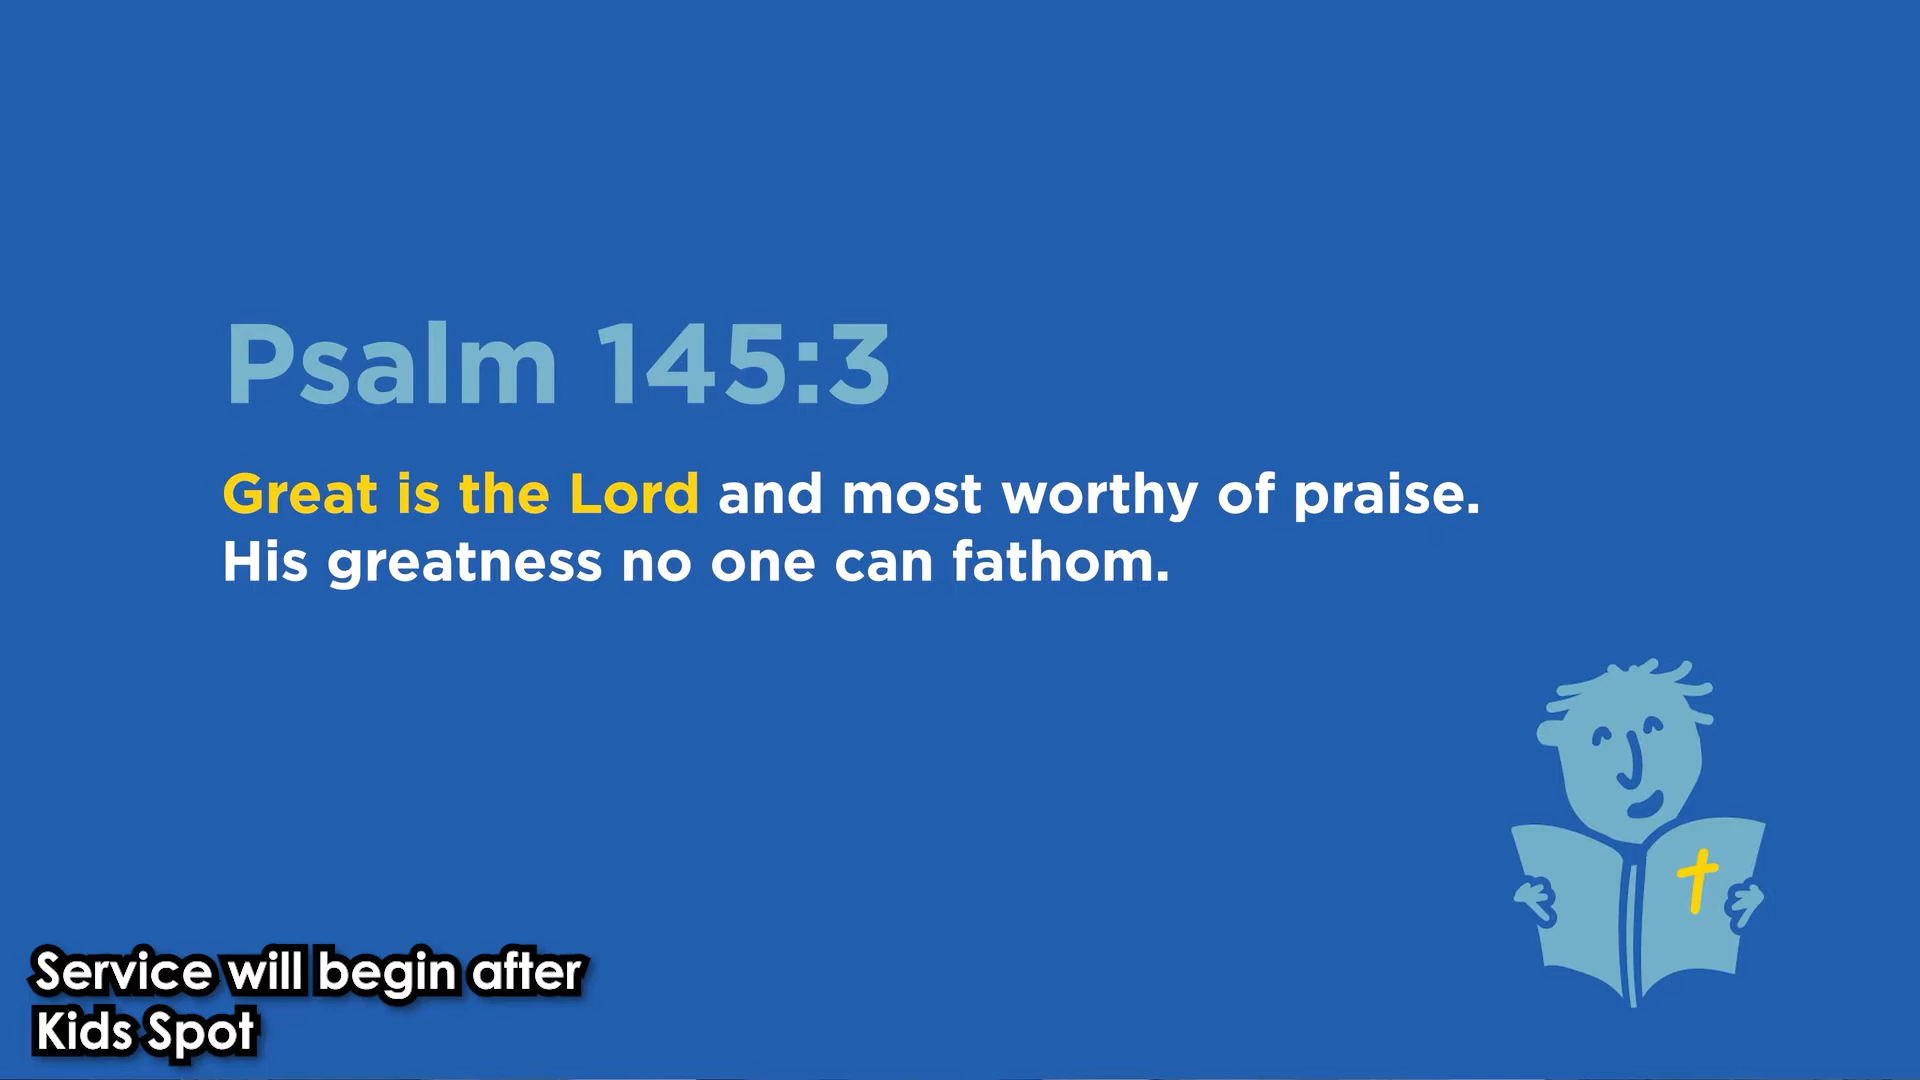 Psalm 145:3
Great is the Lord and most worthy of praise.
His greatness no one can fathom.
Service will begin after
Kids Spot